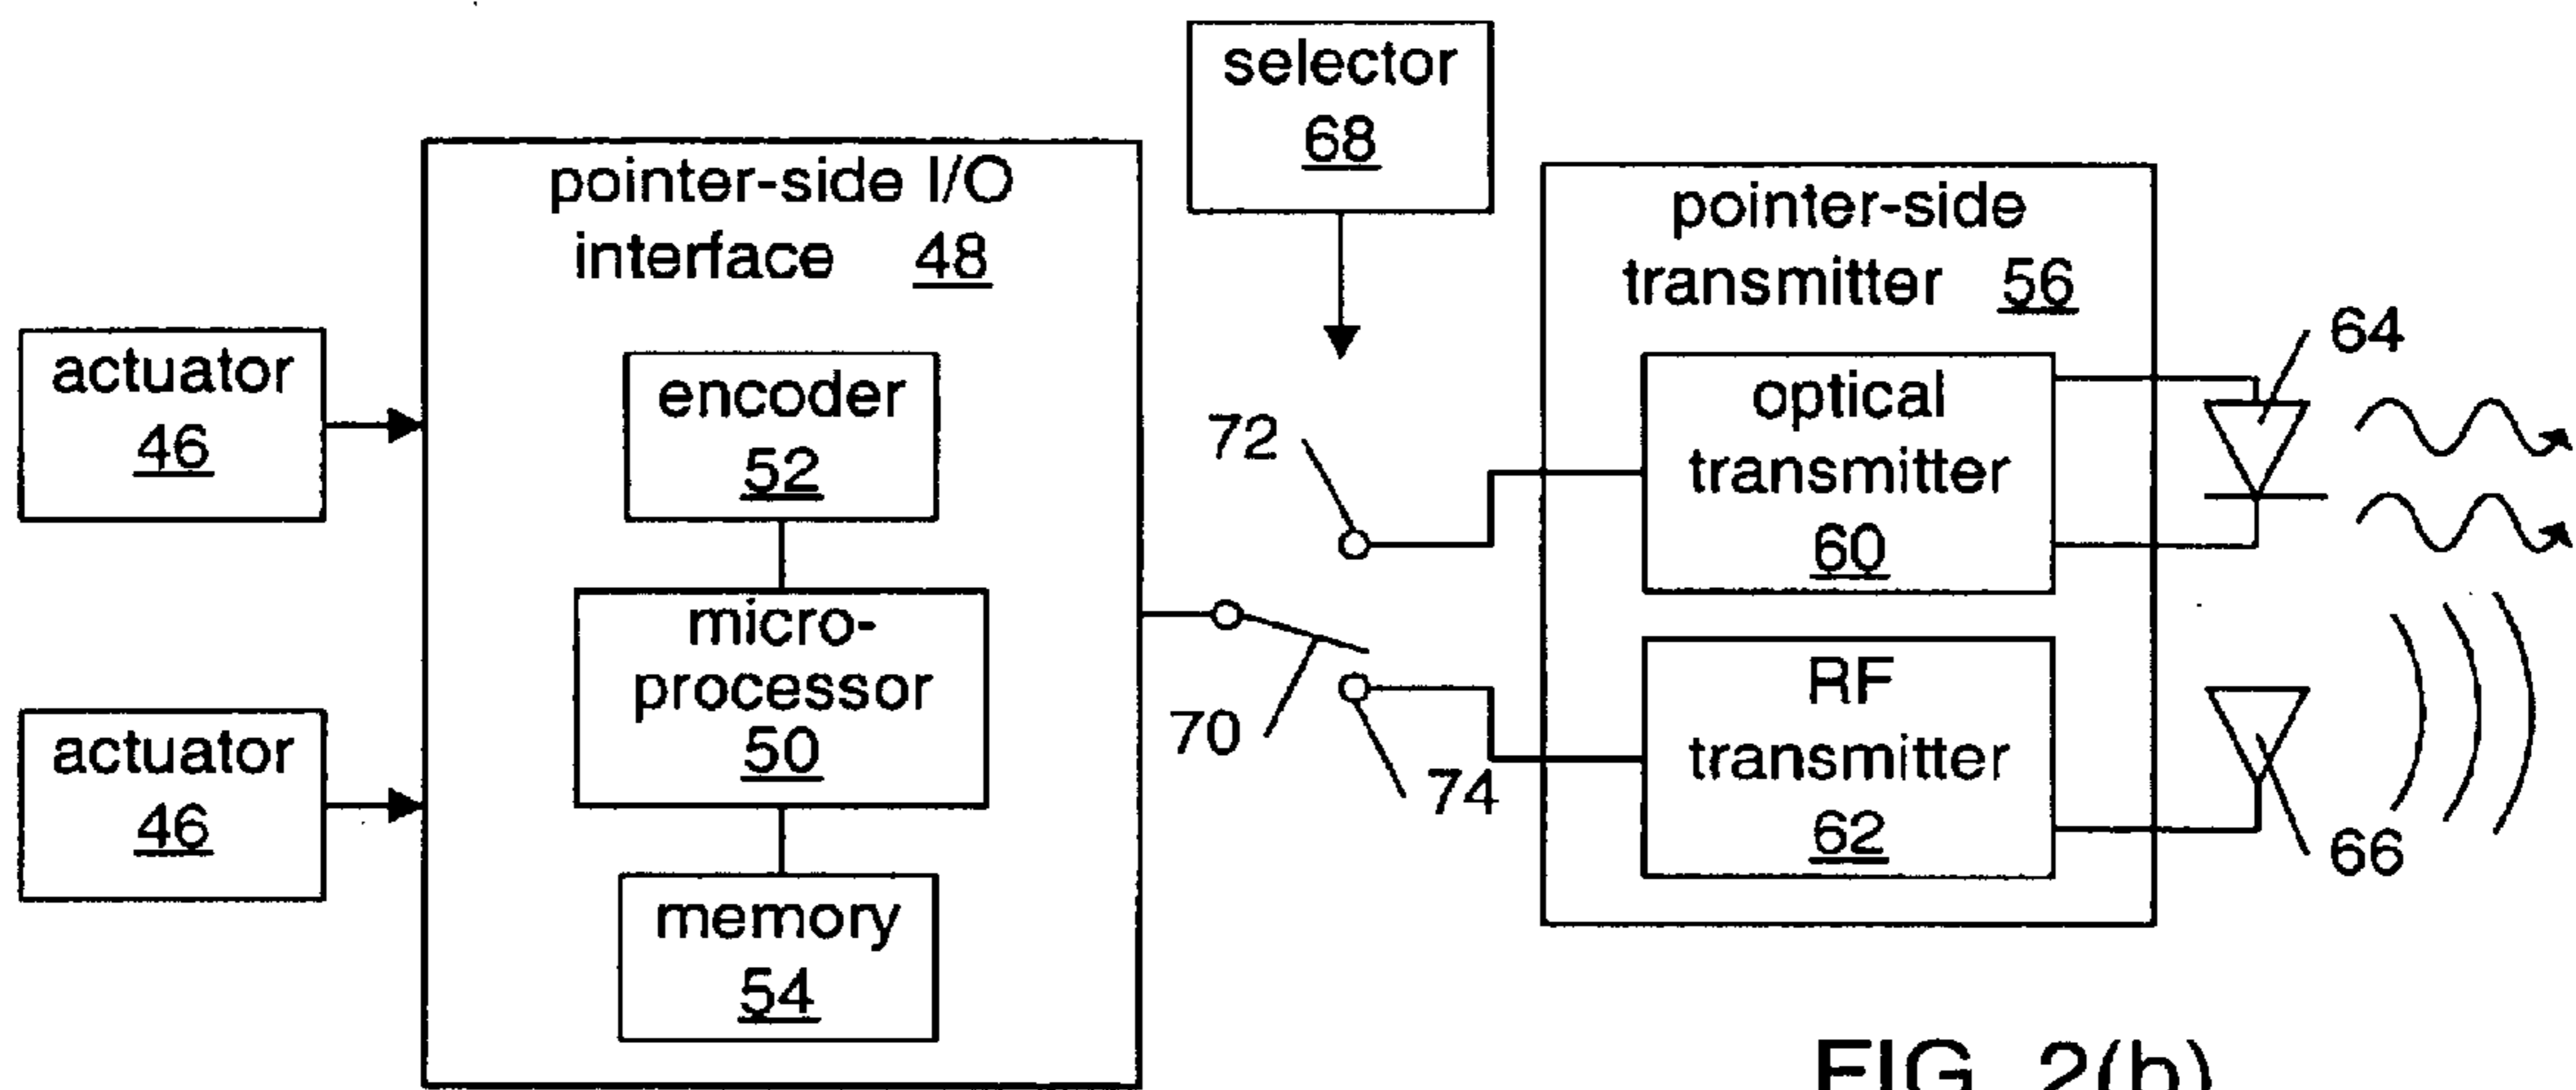 selector
68
pointer-side I/O
interface 48
pointer-side
transmitter 56
actuator
46
encoder
52
72
optical
transmitter
60
64
micro-
processor
50
70
74
RF
transmitter
62
66
actuator
46
memory
54
FIG. 2(b)